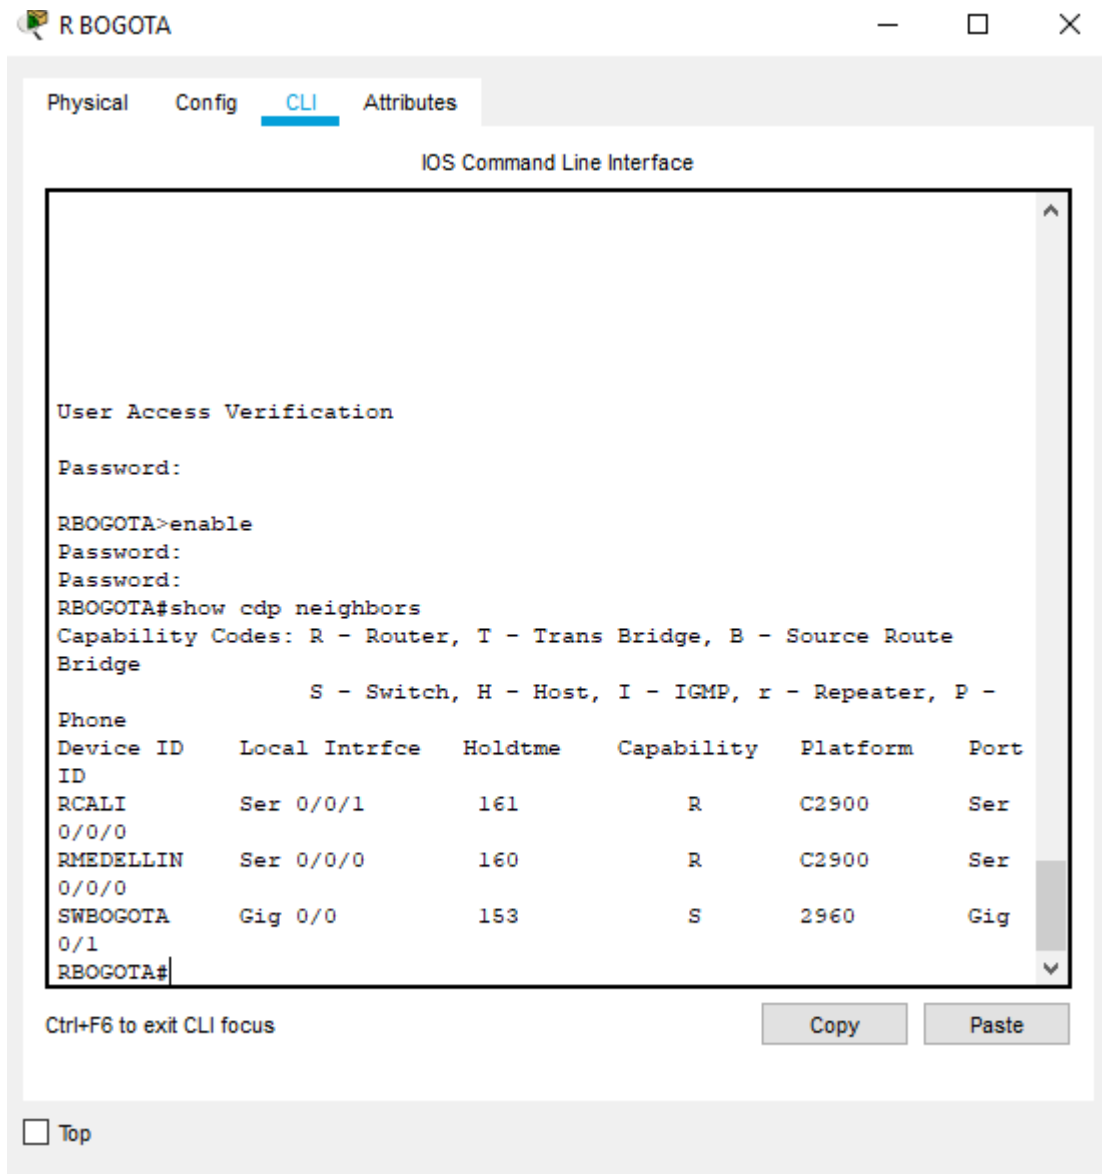 R BOGOTA
Physical Config CLI Attributes
IOS Command Line Interface
User Access Verification
Password:
RBOGOTA>enable
Password:
Password:
RBOGOTA#show cdp neighbors
Capability Codes: R - Router, T - Trans Bridge, B - Source Route
Bridge
S - Switch, H - Host, I - IGMP, r - Repeater, P -
Phone
Device ID Local Intrfce Holdtme Capability Platform Port
ID
RCALI Ser 0/0/1 161 R C2900 Ser
0/0/0
RMEDELLIN Ser 0/0/0 160 R C2900 Ser
0/0/0
SWBOGOTA Gig 0/0 153 S 2960 Gig
0/1
RBOGOTA#
Ctrl+F6 to exit CLI focus Copy Paste
Top